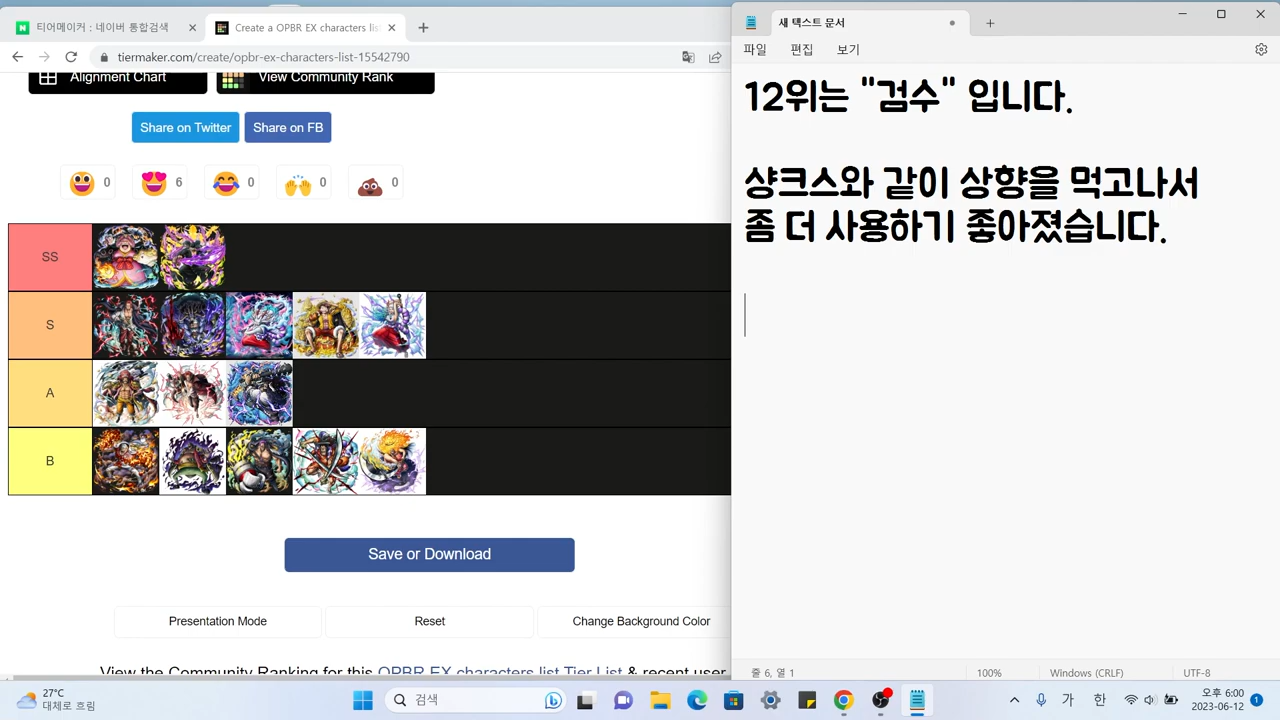 티어메이커 : 네이버 통합검색
Create a OPBR EX characters lis
새 텍스트 문서
tiermaker.com/create/opbr-ex-characters-list-15542790
파일 편집 보기
Alignment Chart
View Community Rank
Share on Twitter
Share on FB
0
6
0
0
0
12위는 "검수" 입니다.
샹크스와 같이 상향을 먹고나서
좀 더 사용하기 좋아졌습니다.
SS
S
A
B
Save or Download
Presentation Mode
Reset
Change Background Color
View the Community Ranking for this OPBR EX characters list Tier List & recent user
줄 6, 열 1
100%
Windows (CRLF)
UTF-8
27°C
대체로 흐림
검색
가
한
오후 6:00
2023-06-12
1